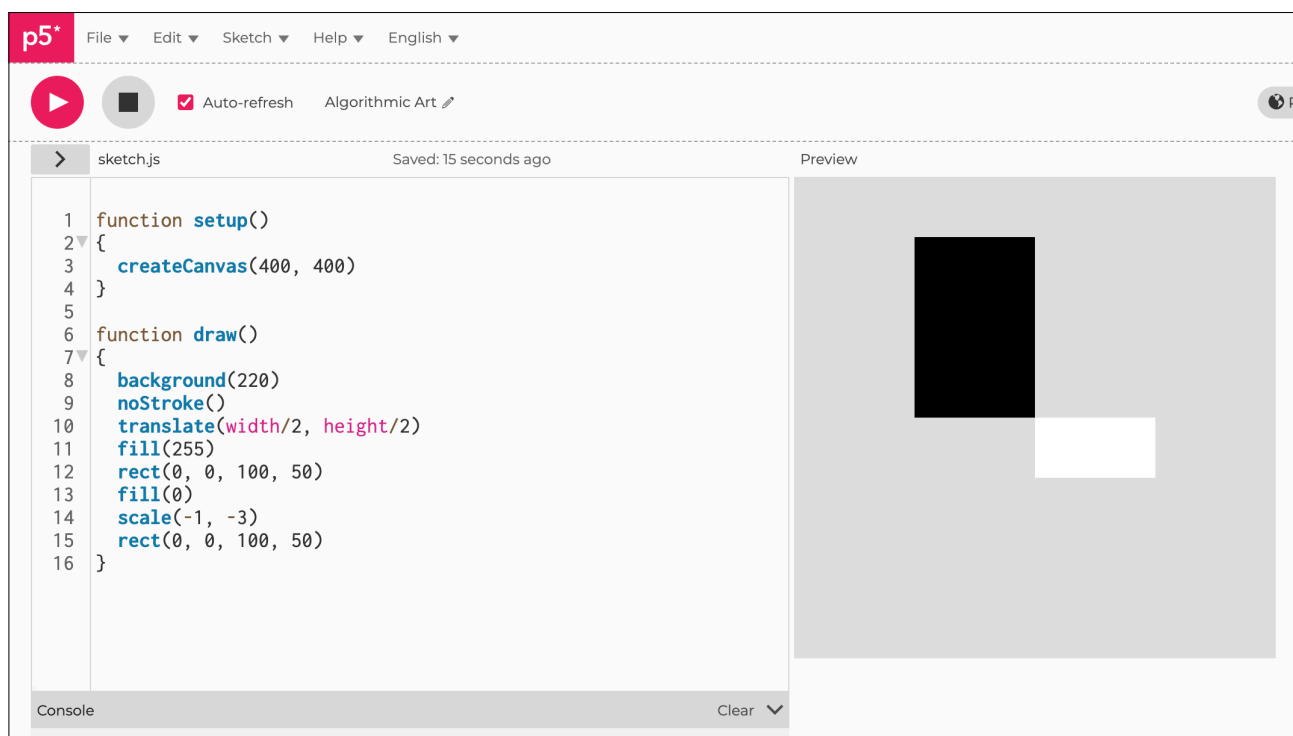 p5*
File Edit Sketch Help English
Auto-refresh Algorithmic Art
sketch.js Saved: 15 seconds ago Preview
1 function setup()
2 {
3   createCanvas(400, 400)
4 }
5
6 function draw()
7 {
8   background(220)
9   noStroke()
10   translate(width/2, height/2)
11   fill(255)
12   rect(0, 0, 100, 50)
13   fill(0)
14   scale(-1, -3)
15   rect(0, 0, 100, 50)
16 }
Console Clear